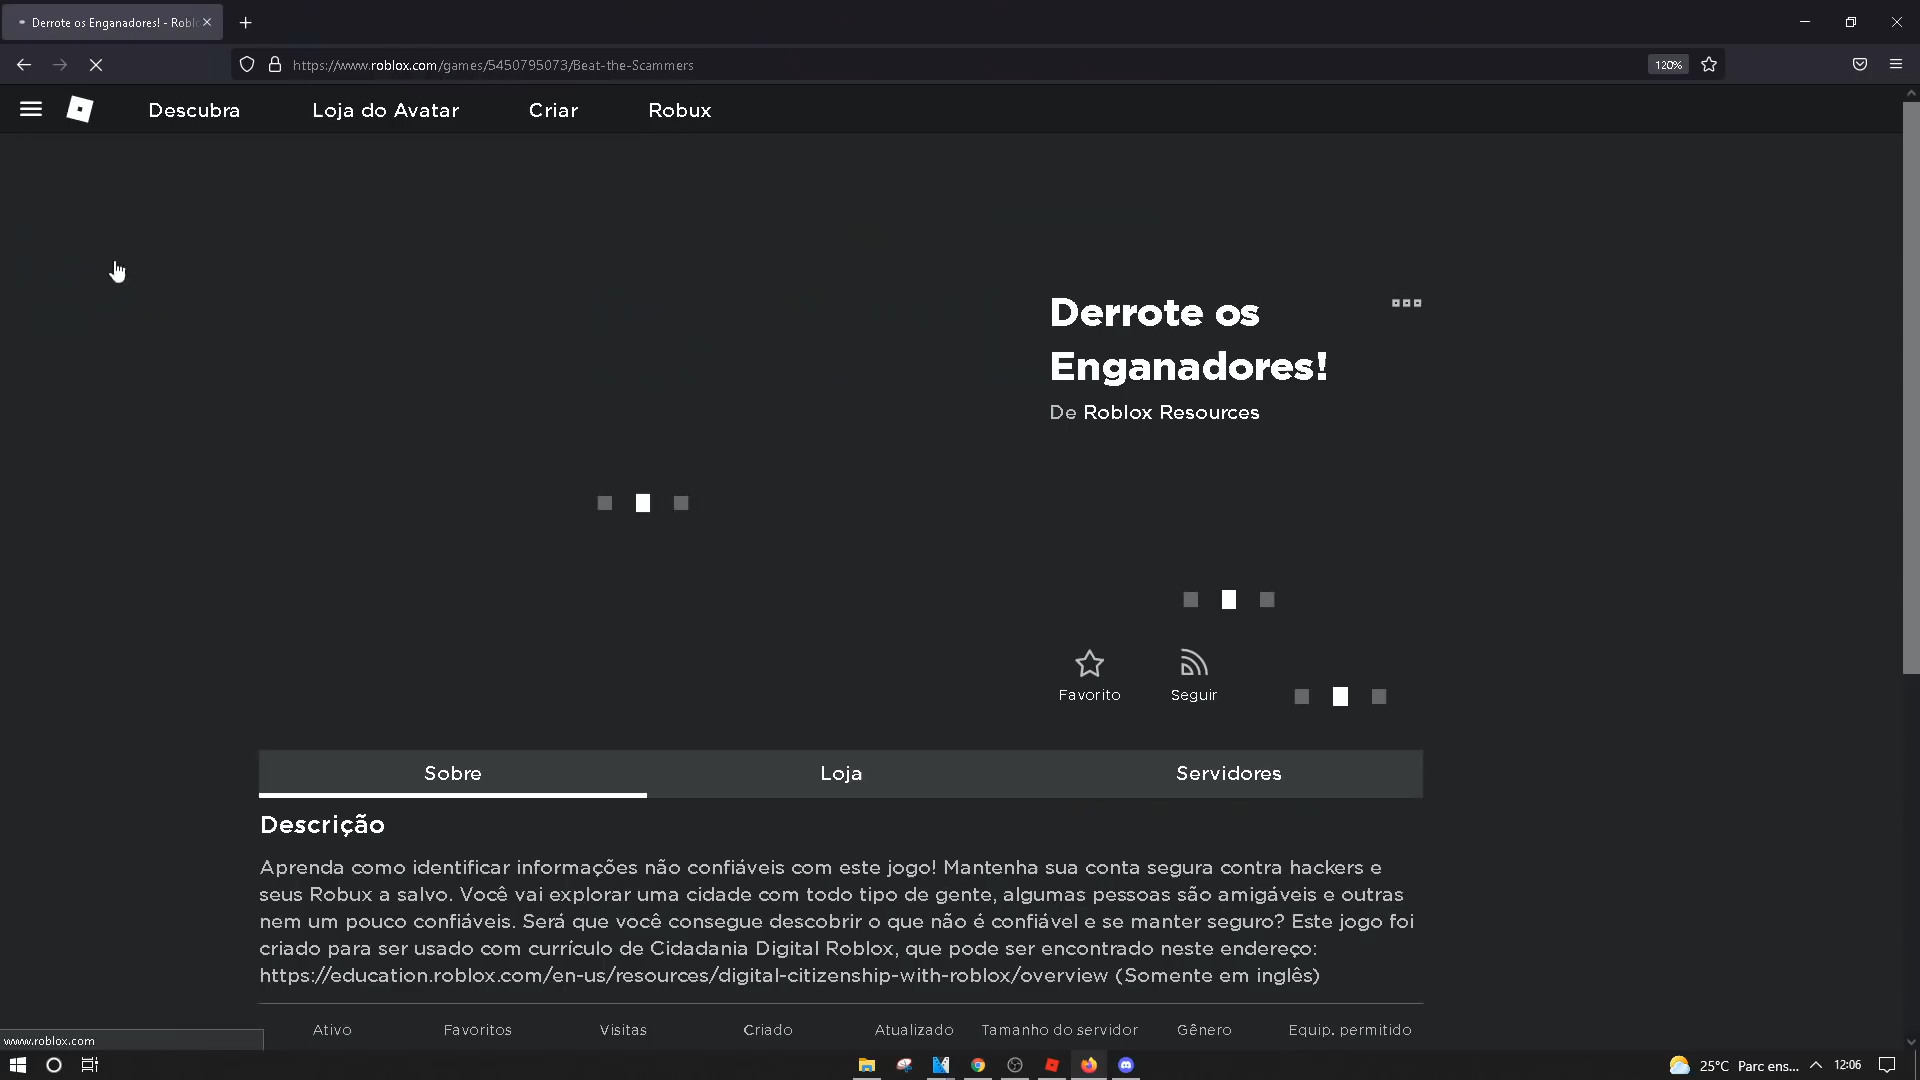 Derrote os Enganadores! - Robl
https://www.roblox.com/games/5450795073/Beat-the-Scammers
120%
Descubra
Loja do Avatar
Criar
Robux
Derrote os
Enganadores!
De Roblox Resources
Favorito
Seguir
Sobre
Loja
Servidores
Descrição
Aprenda como identificar informações não confiáveis com este jogo! Mantenha sua conta segura contra hackers e
seus Robux a salvo. Você vai explorar uma cidade com todo tipo de gente, algumas pessoas são amigáveis e outras
nem um pouco confiáveis. Será que você consegue descobrir o que não é confiável e se manter seguro? Este jogo foi
criado para ser usado com currículo de Cidadania Digital Roblox, que pode ser encontrado neste endereço:
https://education.roblox.com/en-us/resources/digital-citizenship-with-roblox/overview (Somente em inglês)
Ativo
Favoritos
Visitas
Criado
Atualizado
Tamanho do servidor
Gênero
Equip. permitido
www.roblox.com
25°C Parc ens...
12:06